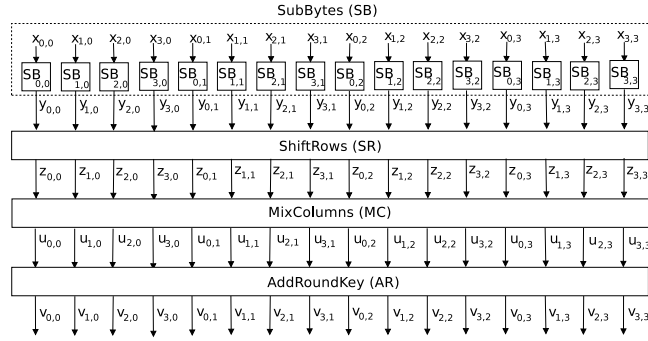 SubBytes (SB)
x0,0 x1,0 x2,0 x3,0 x0,1 x1,1 x2,1 x3,1 x0,2 x1,2 x2,2 x3,2 x0,3 x1,3 x2,3 x3,3
SB0,0 SB1,0 SB2,0 SB3,0 SB0,1 SB1,1 SB2,1 SB3,1 SB0,2 SB1,2 SB2,2 SB3,2 SB0,3 SB1,3 SB2,3 SB3,3
y0,0 y1,0 y2,0 y3,0 y0,1 y1,1 y2,1 y3,1 y0,2 y1,2 y2,2 y3,2 y0,3 y1,3 y2,3 y3,3
ShiftRows (SR)
z0,0 z1,0 z2,0 z3,0 z0,1 z1,1 z2,1 z3,1 z0,2 z1,2 z2,2 z3,2 z0,3 z1,3 z2,3 z3,3
MixColumns (MC)
u0,0 u1,0 u2,0 u3,0 u0,1 u1,1 u2,1 u3,1 u0,2 u1,2 u2,2 u3,2 u0,3 u1,3 u2,3 u3,3
AddRoundKey (AR)
v0,0 v1,0 v2,0 v3,0 v0,1 v1,1 v2,1 v3,1 v0,2 v1,2 v2,2 v3,2 v0,3 v1,3 v2,3 v3,3